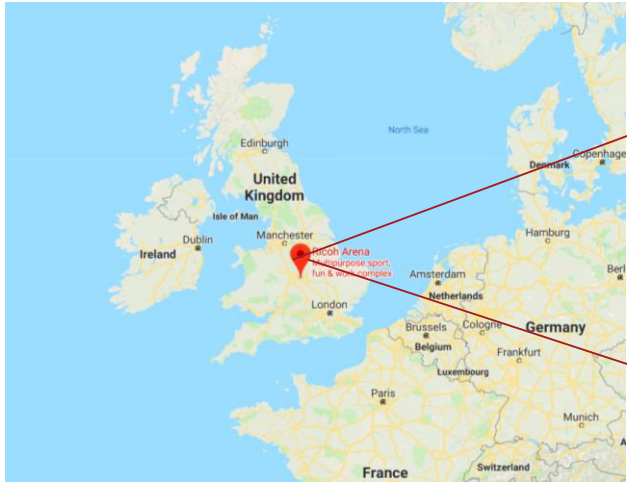 North Sea
Edinburgh
Denmark
Copenhage
United
Kingdom
Isle of Man
Hamburg
Manchester
Ricoh Arena
Multipurpose sport,
fun & work complex
Dublin
Ireland
Amsterdam
Berl
Netherlands
London
Brussels
Cologne
Germany
Belgium
Frankfurt
Luxembourg
Paris
Munich
A
Switzerland
France